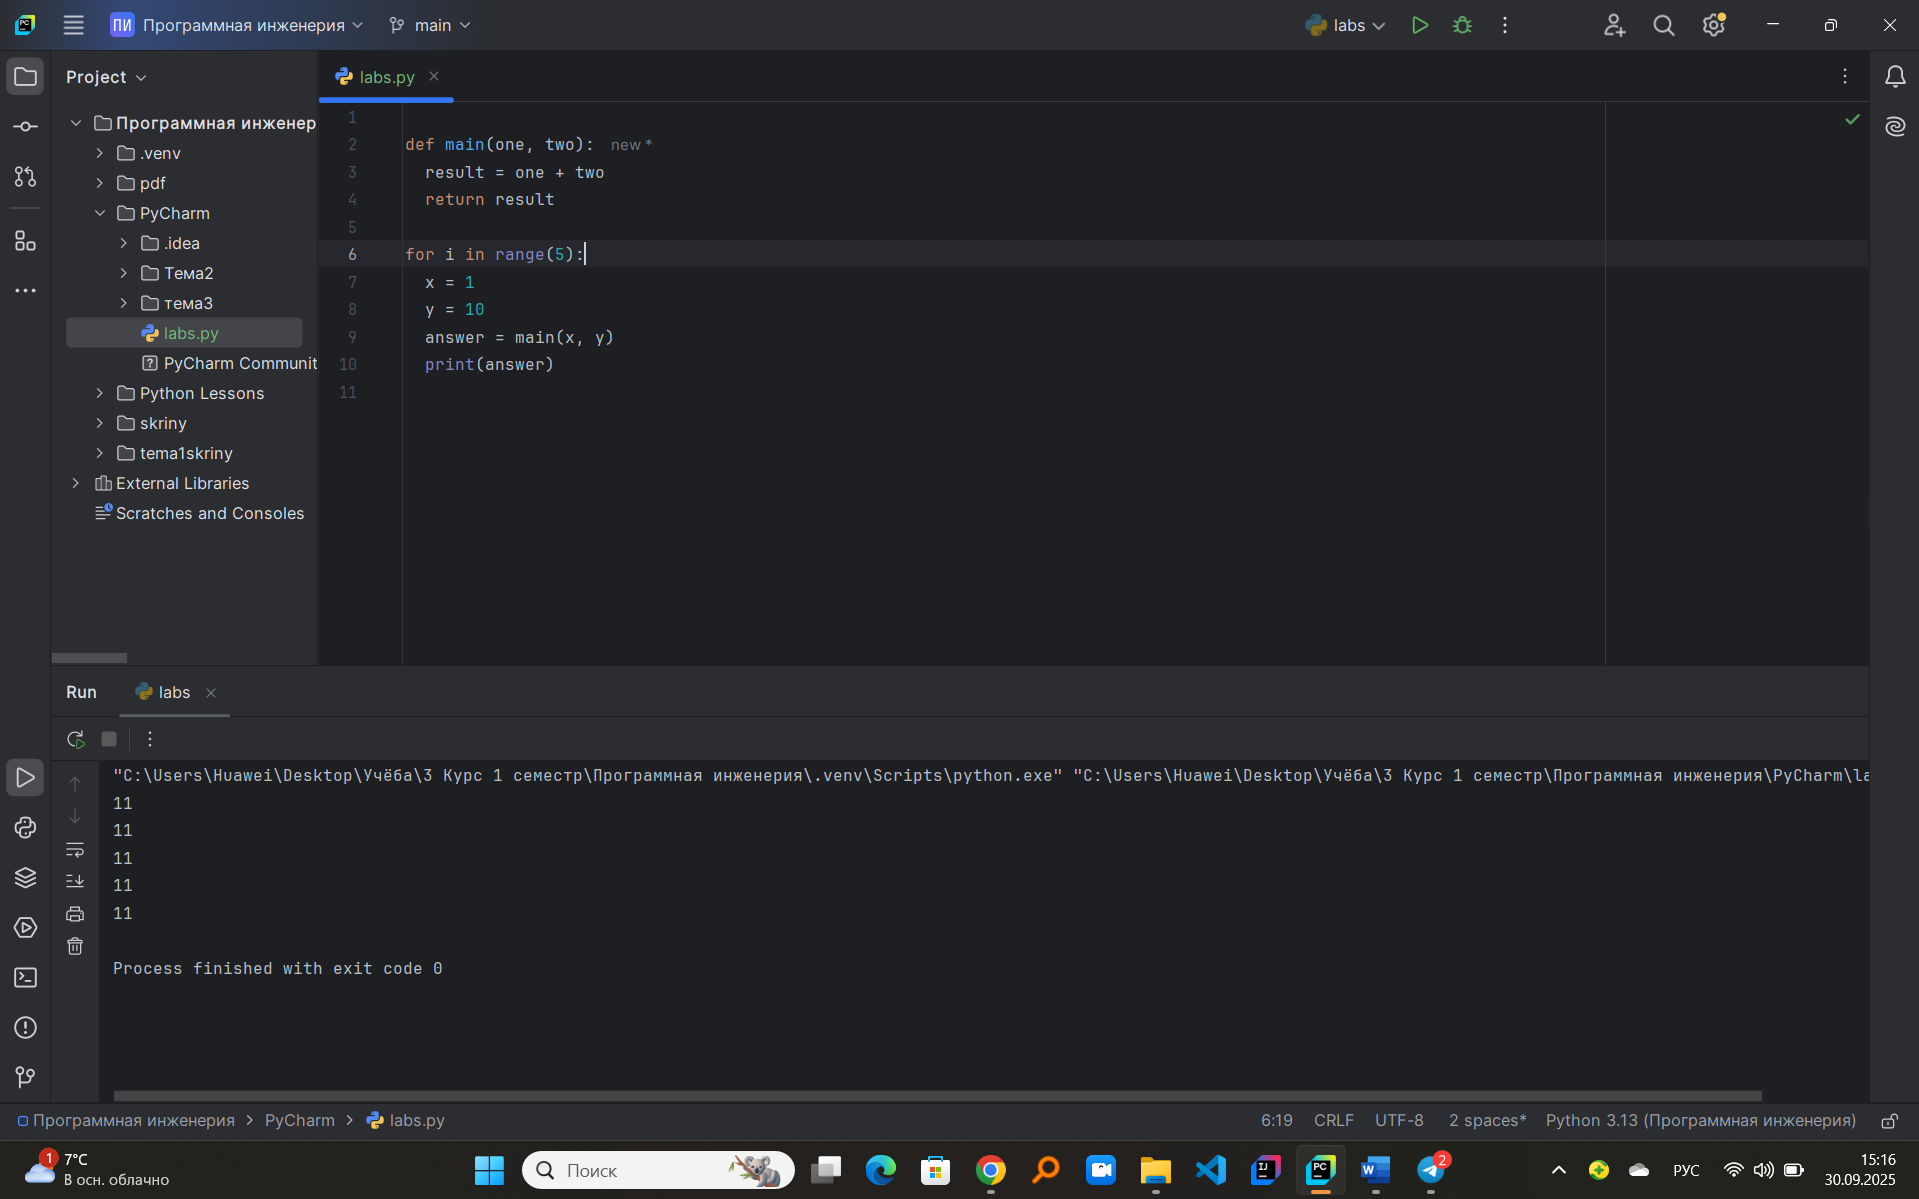 ПИ Программная инженерия main labs
Project
labs.py
Программная инженер
.venv
pdf
PyCharm
.idea
Тема2
тема3
labs.py
PyCharm Communit
Python Lessons
skriny
tema1skriny
External Libraries
Scratches and Consoles
1
2 def main(one, two): new *
3 result = one + two
4 return result
5
6 for i in range(5):
7 x = 1
8 y = 10
9 answer = main(x, y)
10 print(answer)
11
Run labs
"C:\Users\Huawei\Desktop\Учёба\3 Курс 1 семестр\Программная инженерия\.venv\Scripts\python.exe" "C:\Users\Huawei\Desktop\Учёба\3 Курс 1 семестр\Программная инженерия\PyCharm\la
11
11
11
11
11
Process finished with exit code 0
Программная инженерия PyCharm labs.py 6:19 CRLF UTF-8 2 spaces* Python 3.13 (Программная инженерия)
1 7°C
В осн. облачно
Поиск
2
РУС
15:16
30.09.2025